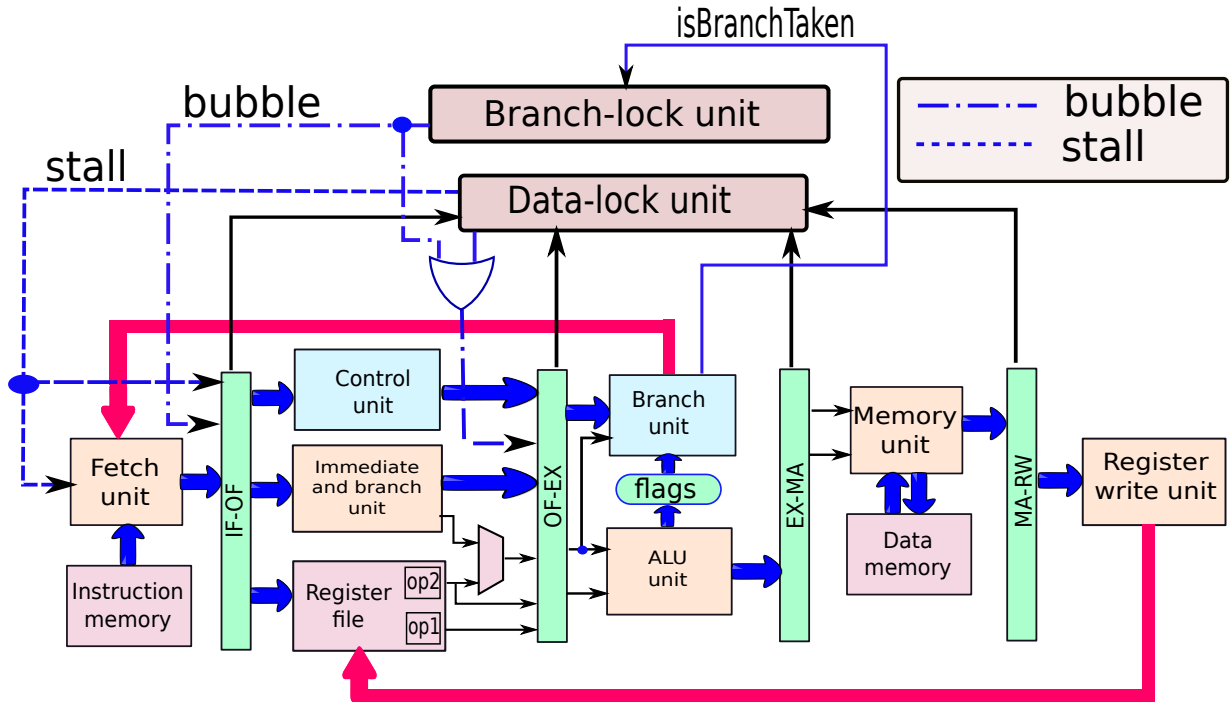 isBranchTaken
bubble
Branch-lock unit
bubble
stall
stall
Data-lock unit
Control
unit
Branch
unit
Memory
unit
Fetch
unit
Immediate
and branch
unit
flags
Register
write unit
IF-OF
OF-EX
EX-MA
MA-RW
Instruction
memory
Register
file
op2
op1
ALU
unit
Data
memory